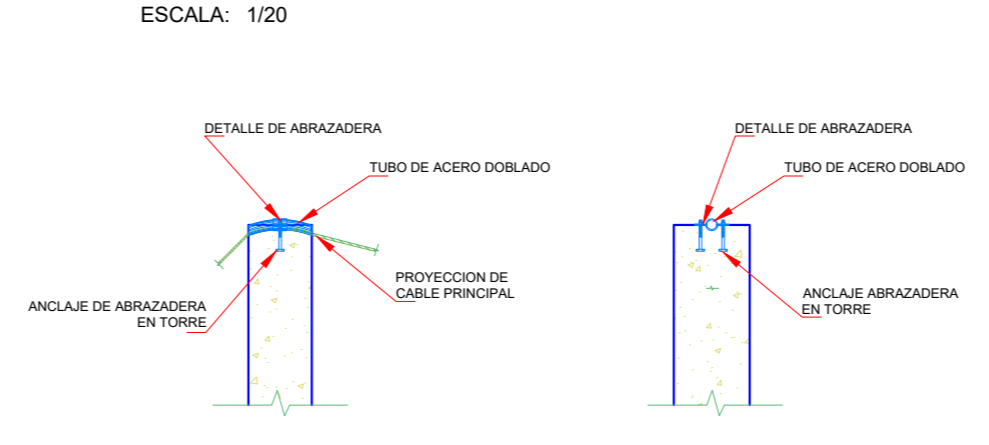 ESCALA: 1/20
DETALLE DE ABRAZADERA
TUBO DE ACERO DOBLADO
PROYECCION DE
CABLE PRINCIPAL
ANCLAJE DE ABRAZADERA
EN TORRE
DETALLE DE ABRAZADERA
TUBO DE ACERO DOBLADO
ANCLAJE ABRAZADERA
EN TORRE